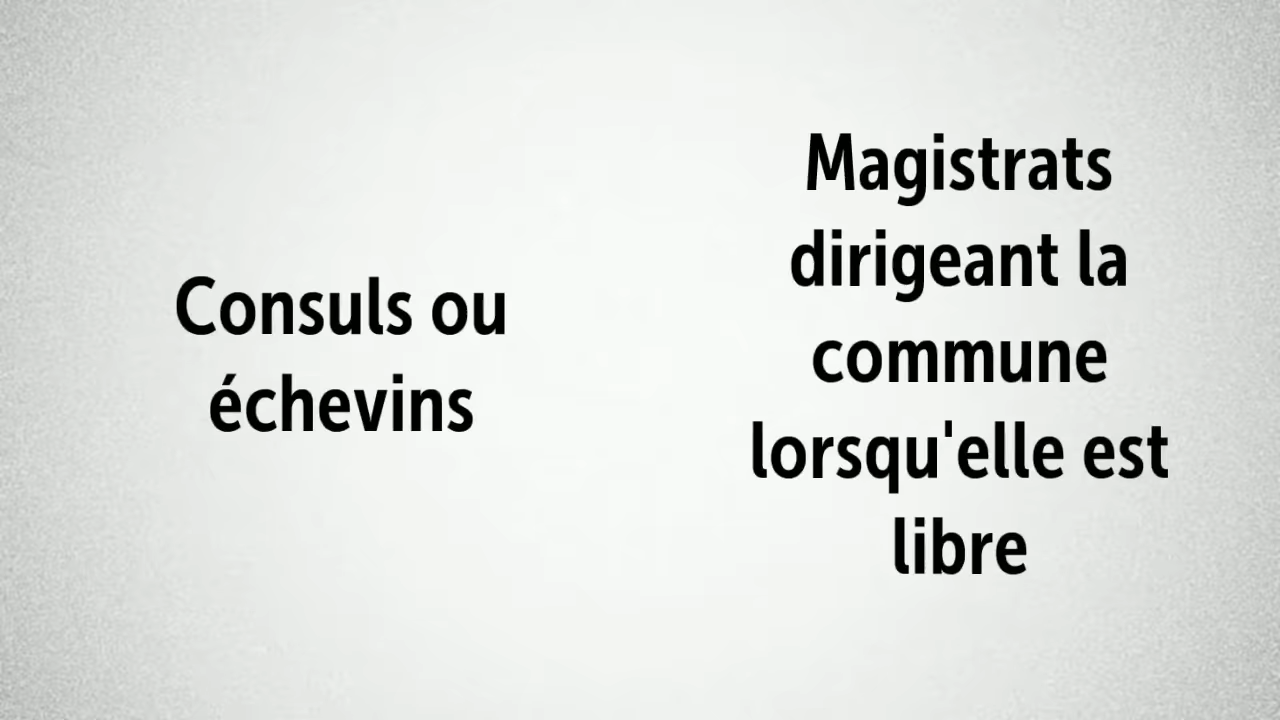 Consuls ou
échevins
Magistrats
dirigeant la
commune
lorsqu'elle est
libre